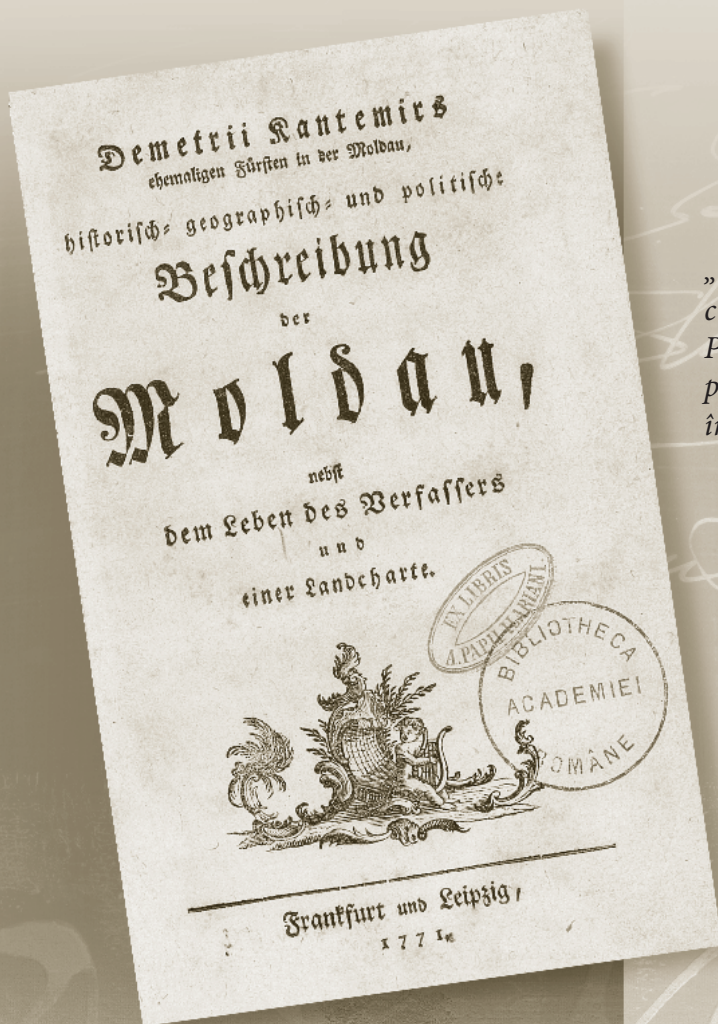 Demetrii Kantemirs
ehemaligen Fürsten in der Moldau,
historisch- geographisch- und politische
Beschreibung
der
Moldau,
nebst
dem Leben des Verfassers
und
einer Landcharte.
EX LIBRIS
A. PAPIU ILARIANI.
BIBLIOTHECA
ACADEMIEI
ROMÂNE
Frankfurt und Leipzig,
1771.